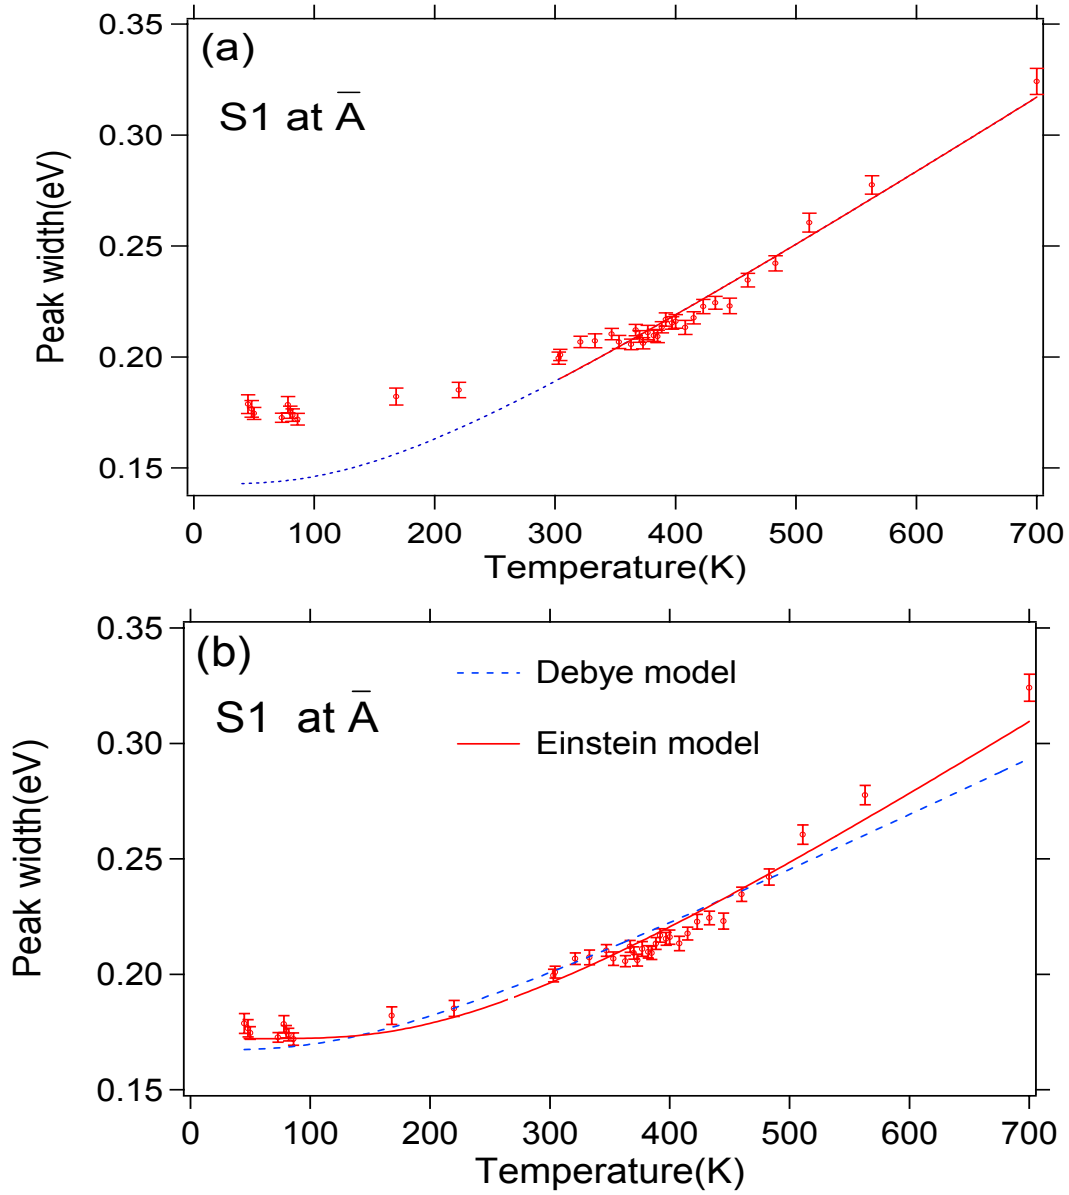 (a)
S1 at A̅
0.35
0.30
0.25
0.20
0.15
Peak width(eV)
0 100 200 300 400 500 600 700
Temperature(K)
(b)
S1 at A̅
Debye model
Einstein model
0.35
0.30
0.25
0.20
0.15
Peak width(eV)
0 100 200 300 400 500 600 700
Temperature(K)